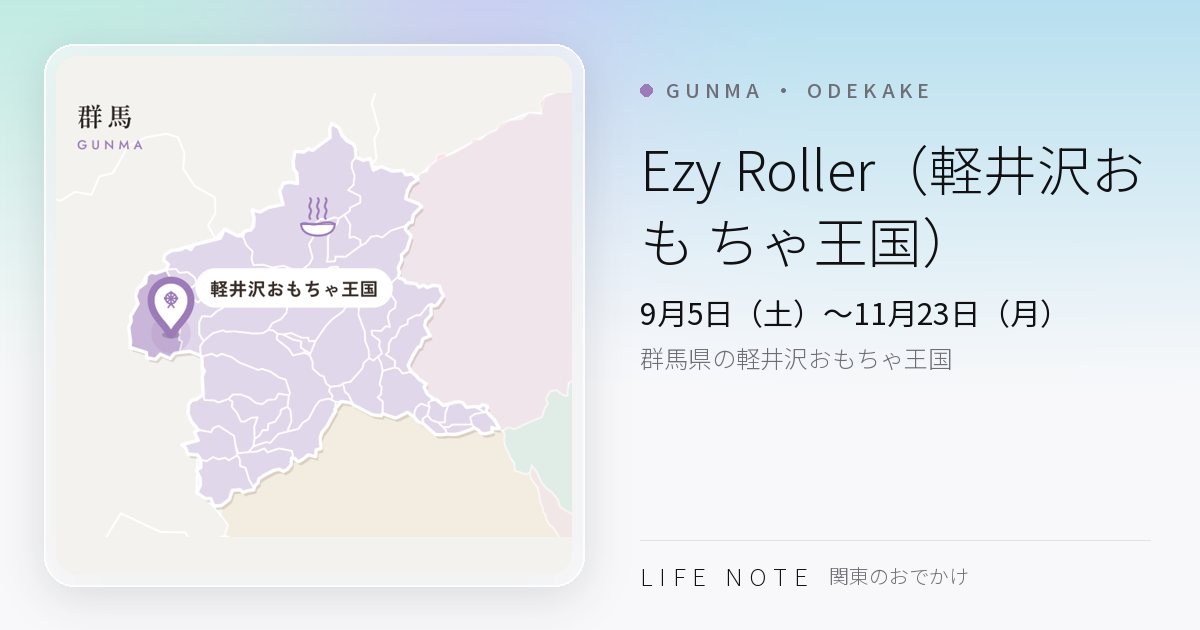 群馬
GUNMA
軽井沢おもちゃ王国
GUNMA ・ ODEKAKE
Ezy Roller（軽井沢お
も ちゃ王国）
9月5日（土）〜11月23日（月）
群馬県の軽井沢おもちゃ王国
LIFE NOTE 関東のおでかけ